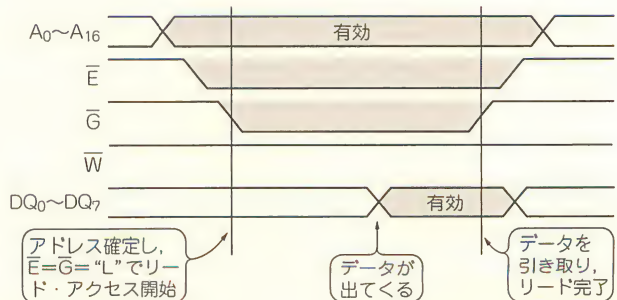 A₀～A₁₆
有効
E̅
G̅
W̅
DQ₀～DQ₇
有効
アドレス確定し,
E̅=G̅=“L”でリー
ド・アクセス開始
データが
出てくる
データを
引き取り,
リード完了